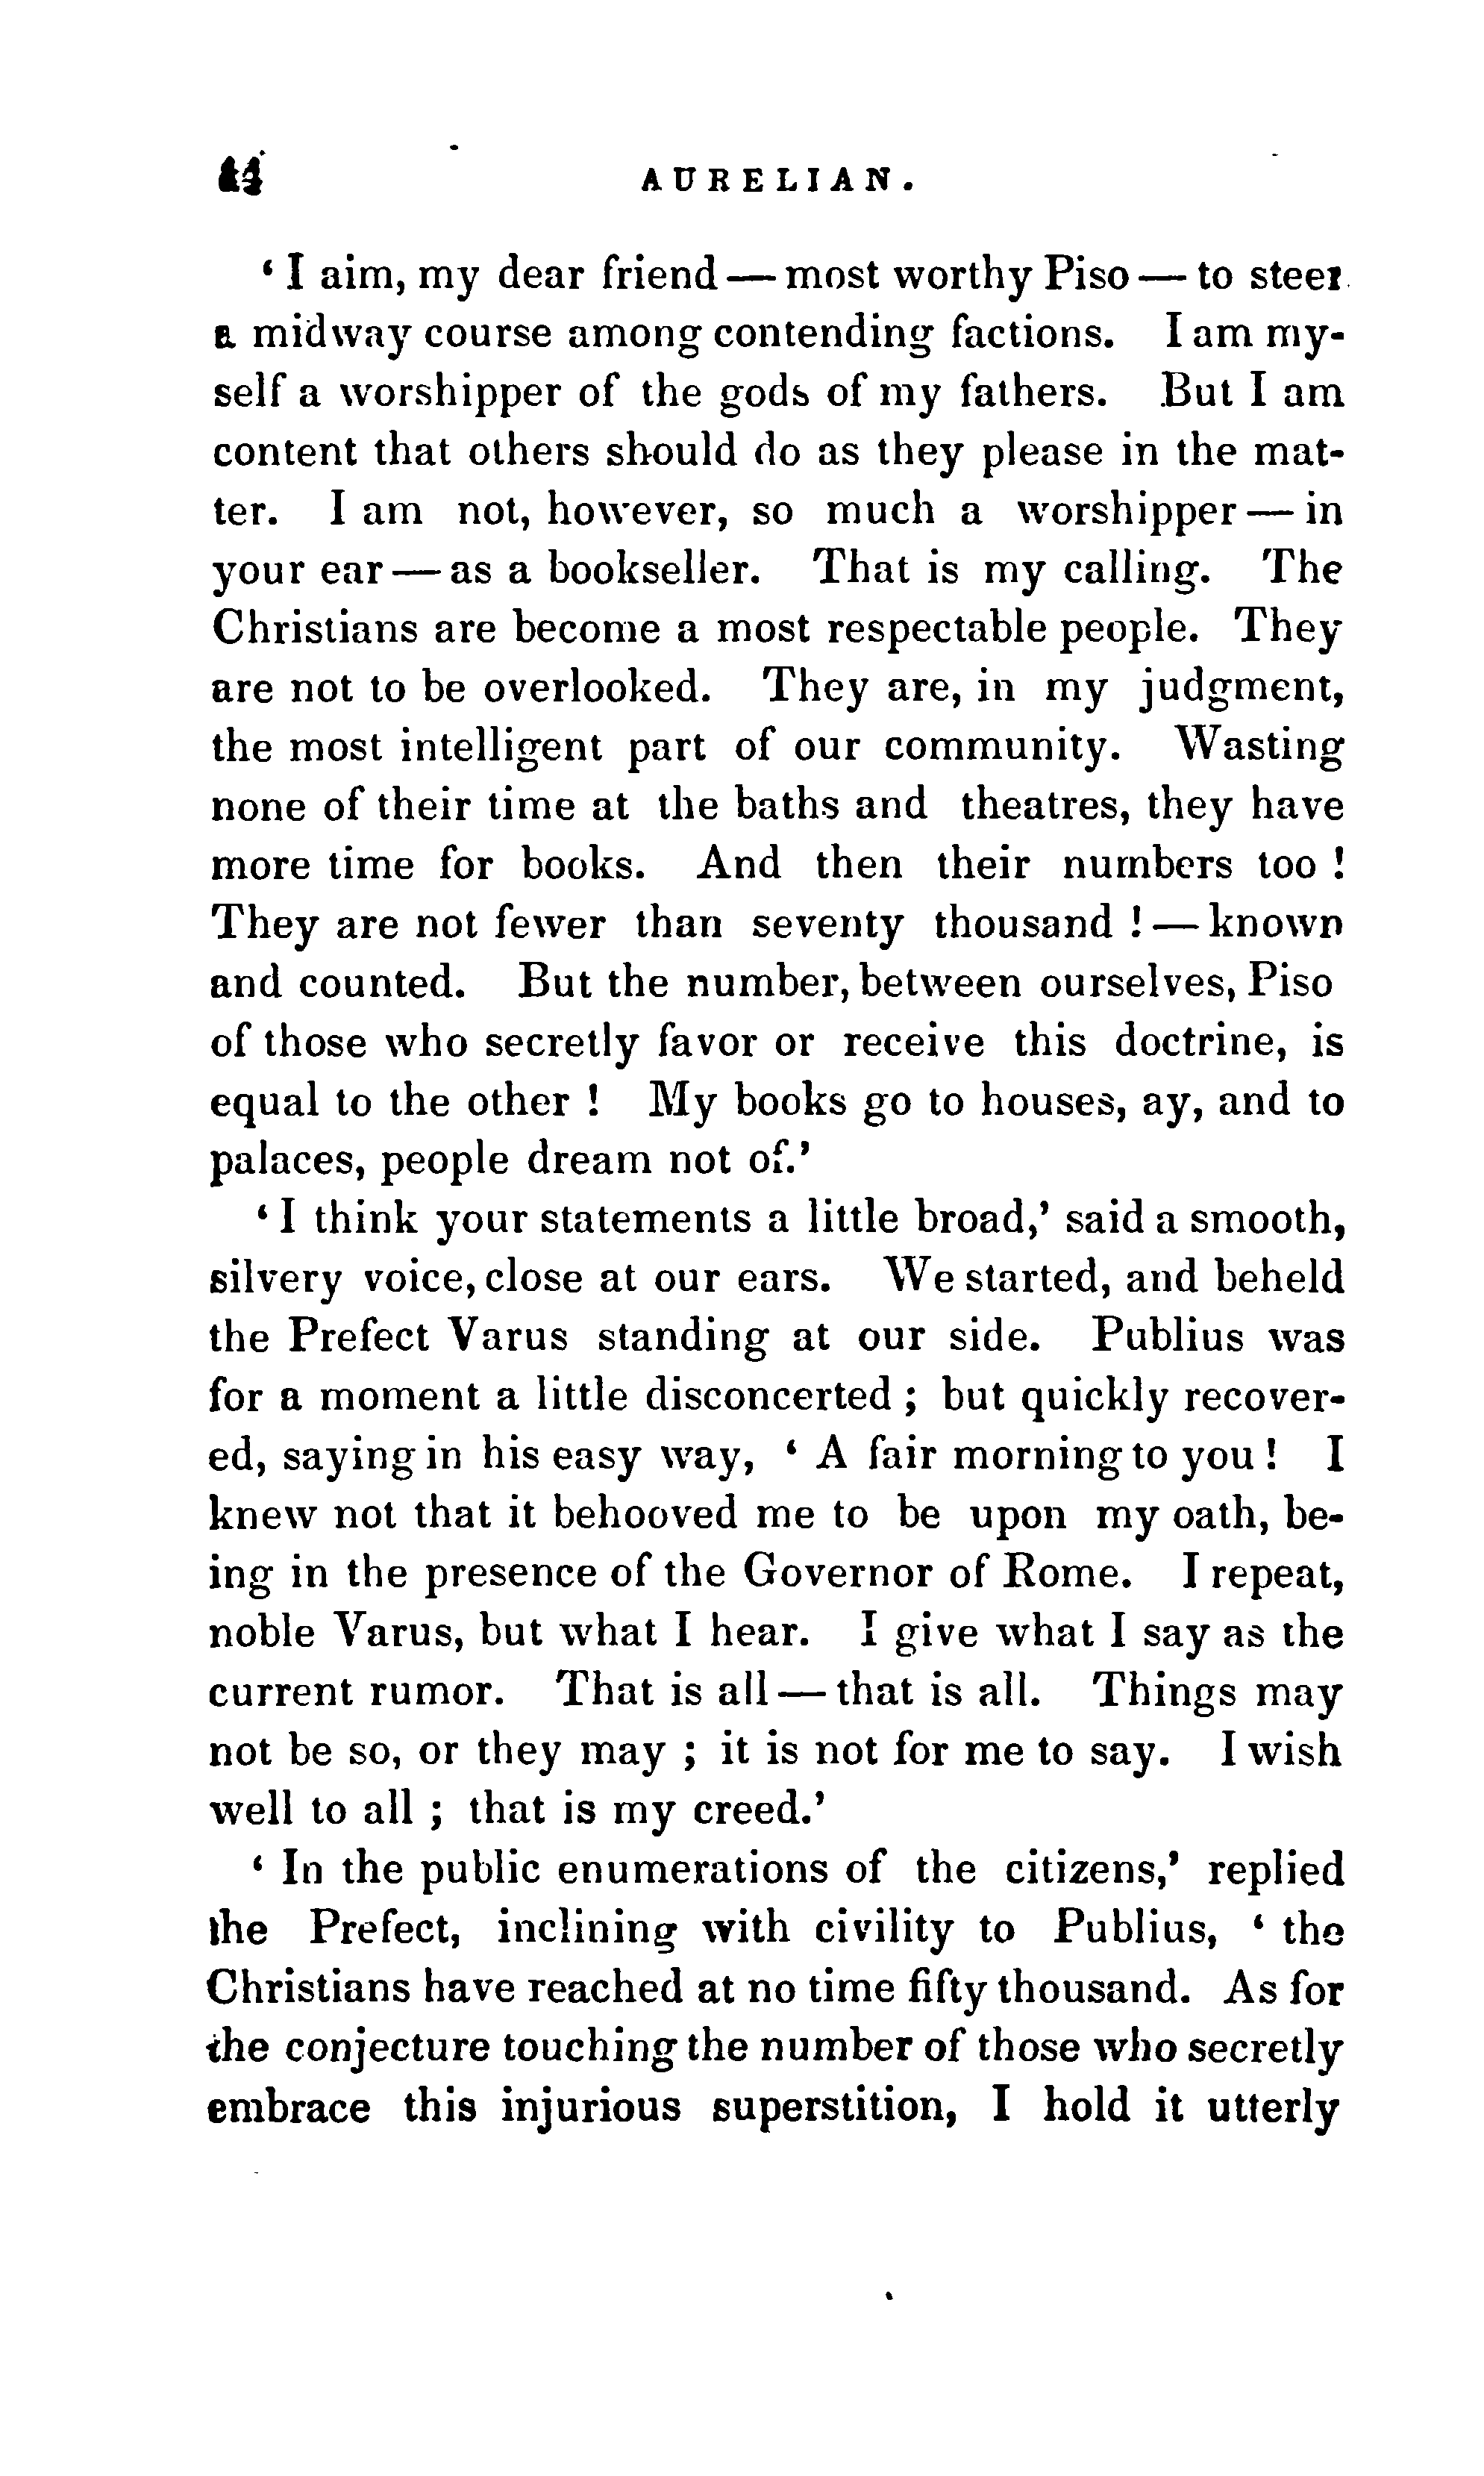 44 AURELIAN.
‘ I aim, my dear friend — most worthy Piso — to steer
a midway course among contending factions. I am my-
self a worshipper of the gods of my fathers. But I am
content that others should do as they please in the mat-
ter. I am not, however, so much a worshipper — in
your ear — as a bookseller. That is my calling. The
Christians are become a most respectable people. They
are not to be overlooked. They are, in my judgment,
the most intelligent part of our community. Wasting
none of their time at the baths and theatres, they have
more time for books. And then their numbers too !
They are not fewer than seventy thousand ! — known
and counted. But the number, between ourselves, Piso
of those who secretly favor or receive this doctrine, is
equal to the other ! My books go to houses, ay, and to
palaces, people dream not of.’
‘ I think your statements a little broad,’ said a smooth,
silvery voice, close at our ears. We started, and beheld
the Prefect Varus standing at our side. Publius was
for a moment a little disconcerted ; but quickly recover-
ed, saying in his easy way, ‘ A fair morning to you ! I
knew not that it behooved me to be upon my oath, be-
ing in the presence of the Governor of Rome. I repeat,
noble Varus, but what I hear. I give what I say as the
current rumor. That is all — that is all. Things may
not be so, or they may ; it is not for me to say. I wish
well to all ; that is my creed.’
‘ In the public enumerations of the citizens,’ replied
the Prefect, inclining with civility to Publius, ‘ the
Christians have reached at no time fifty thousand. As for
the conjecture touching the number of those who secretly
embrace this injurious superstition, I hold it utterly